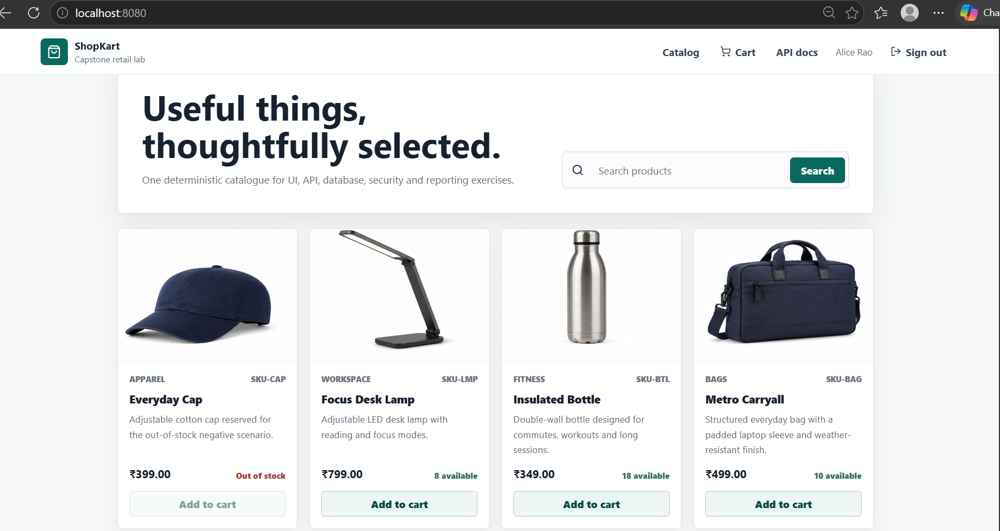 localhost:8080
Cha
ShopKart
Capstone retail lab
Catalog
Cart
API docs
Alice Rao
Sign out
Useful things,
thoughtfully selected.
One deterministic catalogue for UI, API, database, security and reporting exercises.
Search products
Search
APPAREL SKU-CAP
Everyday Cap
Adjustable cotton cap reserved for
the out-of-stock negative scenario.
₹399.00 Out of stock
Add to cart
WORKSPACE SKU-LMP
Focus Desk Lamp
Adjustable LED desk lamp with
reading and focus modes.
₹799.00 8 available
Add to cart
FITNESS SKU-BTL
Insulated Bottle
Double-wall bottle designed for
commutes, workouts and long
sessions.
₹349.00 18 available
Add to cart
BAGS SKU-BAG
Metro Carryall
Structured everyday bag with a
padded laptop sleeve and weather-
resistant finish.
₹499.00 10 available
Add to cart